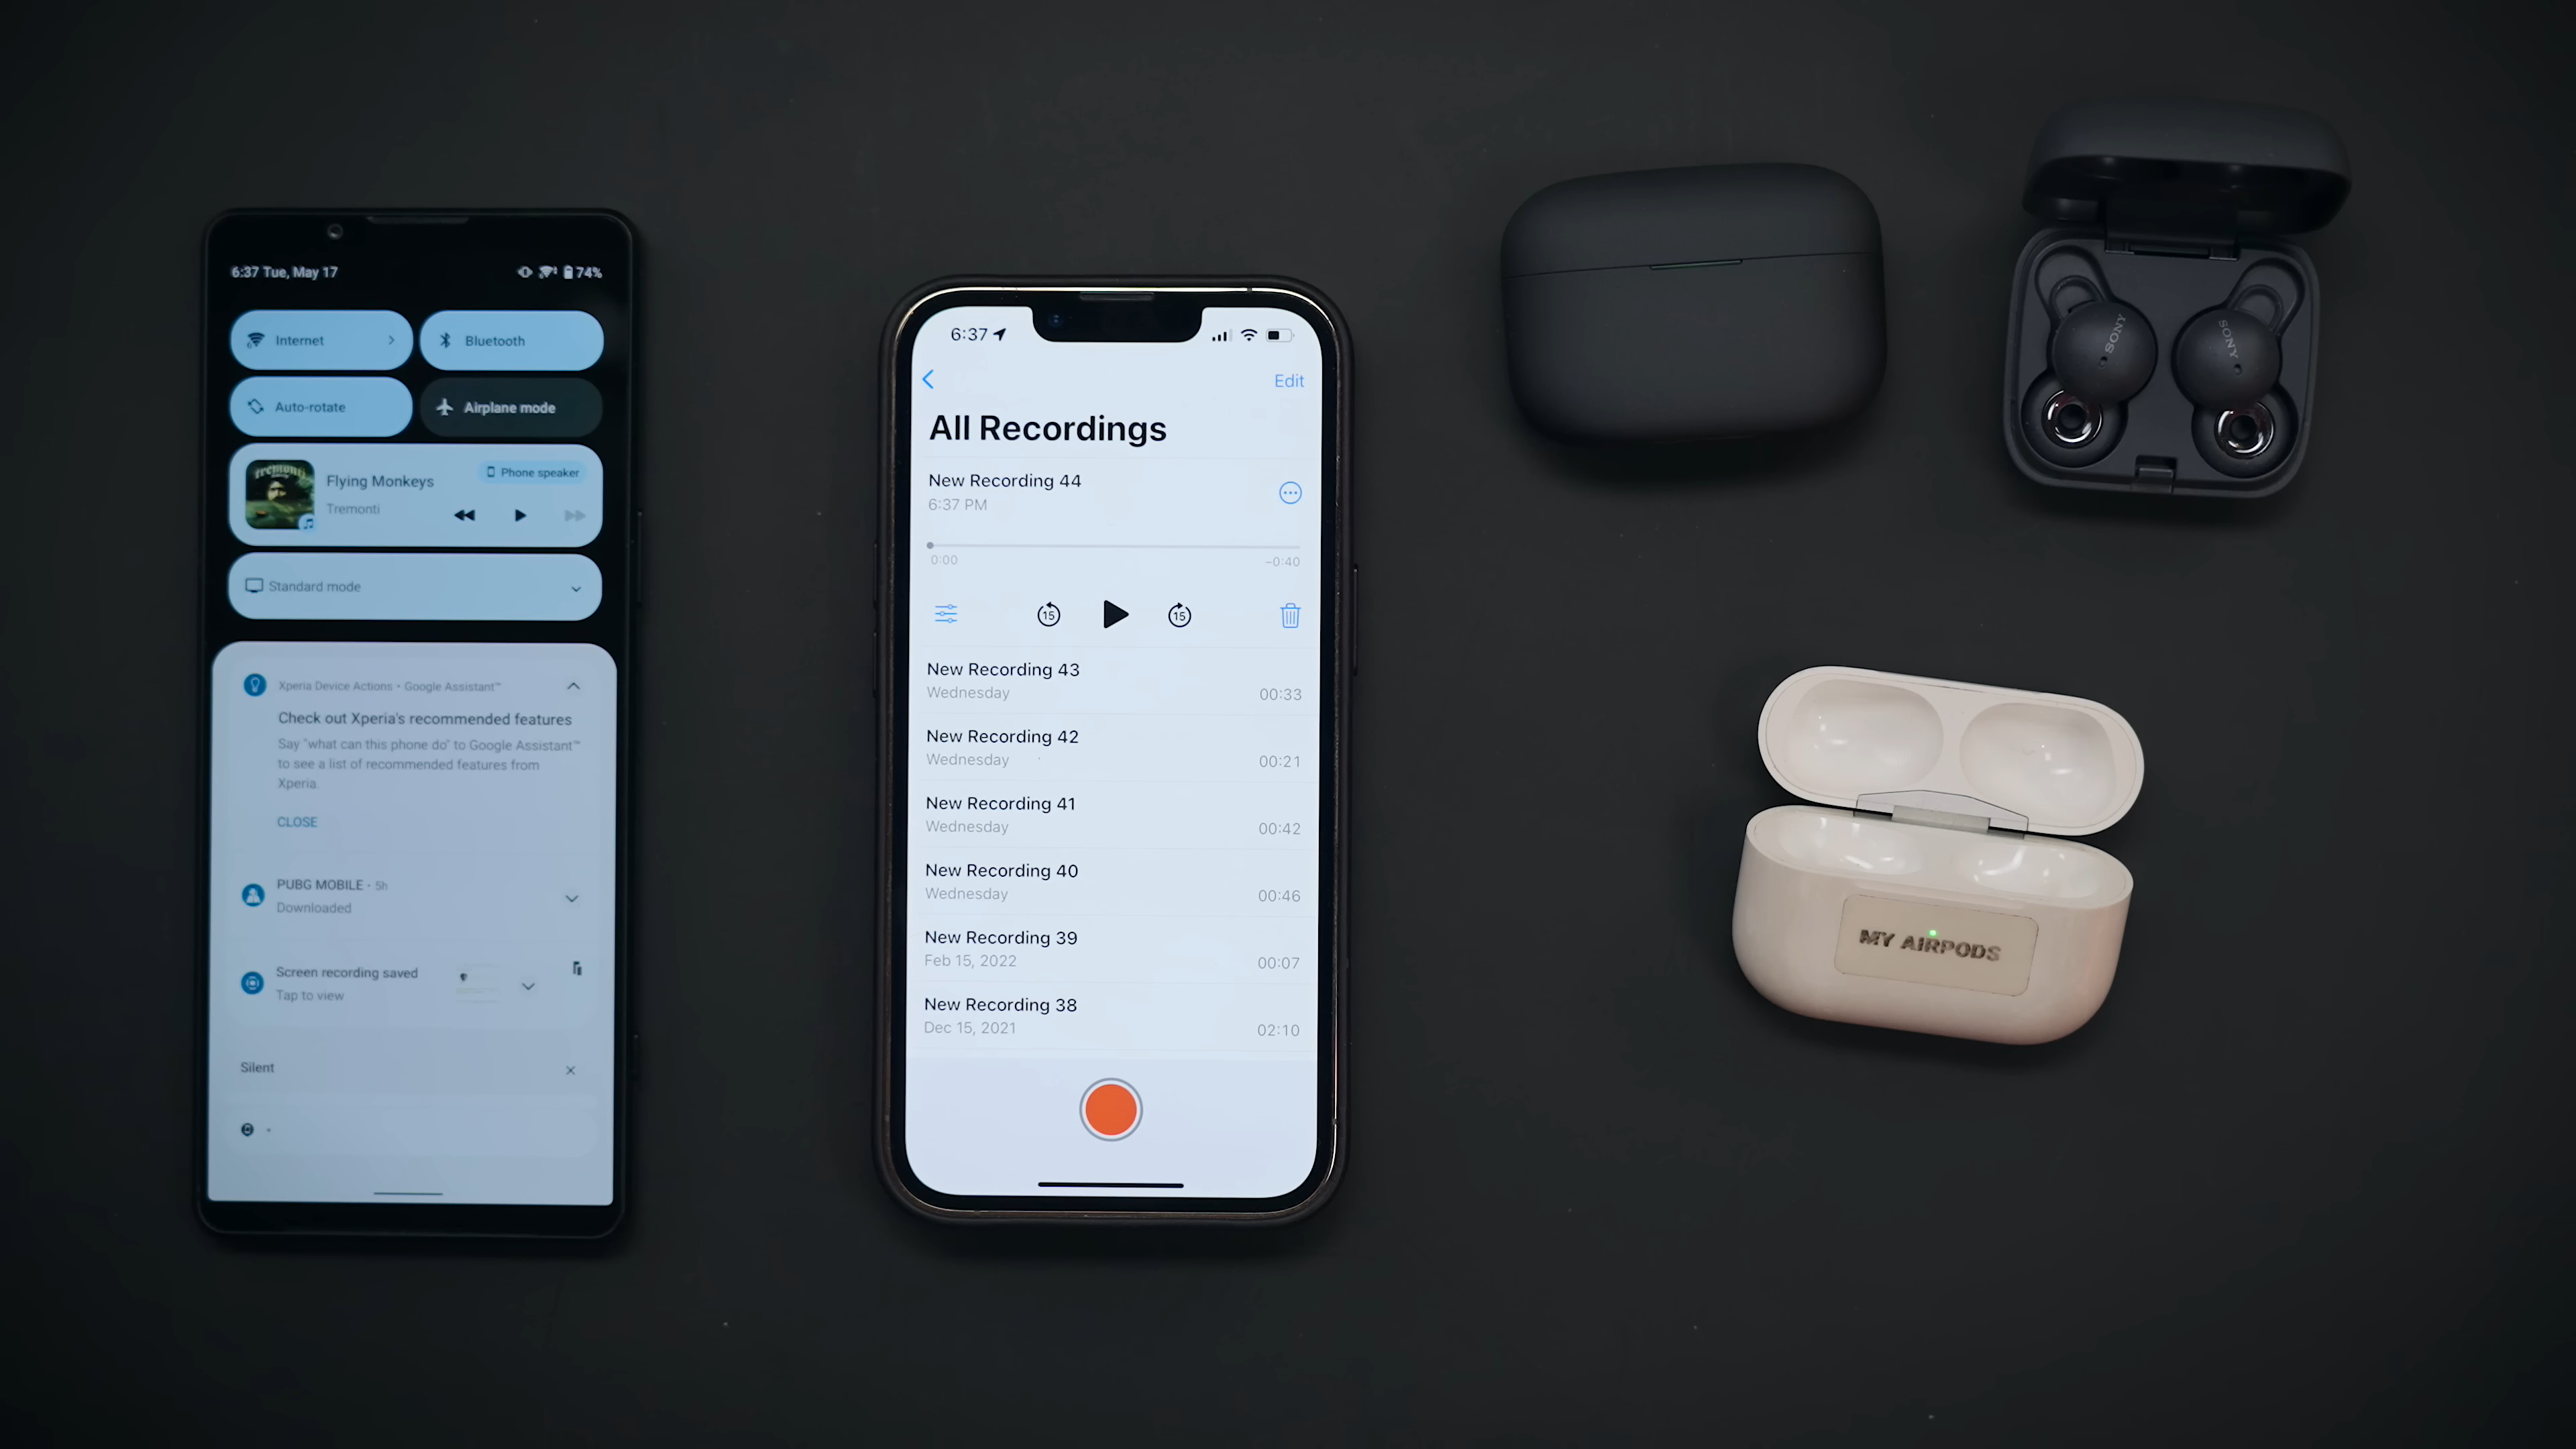 6:37 Tue, May 17
74%
Internet
Bluetooth
Auto-rotate
Airplane mode
tremonti
Flying Monkeys
Phone speaker
Tremonti
Standard mode
Xperia Device Actions • Google Assistant™
Check out Xperia's recommended features
Say "what can this phone do" to Google Assistant™
to see a list of recommended features from
Xperia.
CLOSE
PUBG MOBILE • 5h
Downloaded
Screen recording saved
Tap to view
Silent
6:37
Edit
All Recordings
New Recording 44
6:37 PM
0:00
-0:40
15
15
New Recording 43
Wednesday
00:33
New Recording 42
Wednesday
00:21
New Recording 41
Wednesday
00:42
New Recording 40
Wednesday
00:46
New Recording 39
Feb 15, 2022
00:07
New Recording 38
Dec 15, 2021
02:10
SONY
SONY
MY AIRPODS